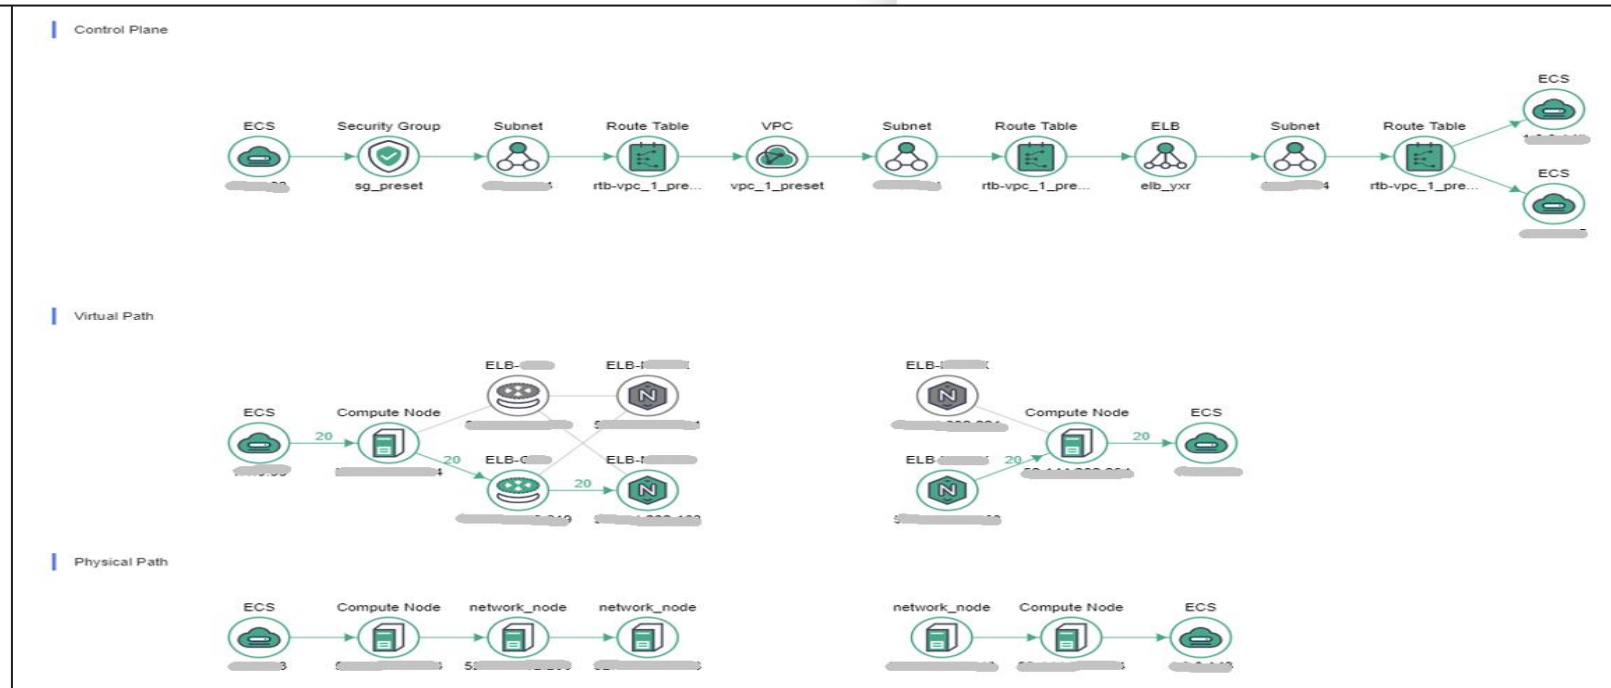 Control Plane
ECS
ECS Security Group Subnet Route Table VPC Subnet Route Table ELB Subnet Route Table
sg_preset rtb-vpc_1_pre... vpc_1_preset rtb-vpc_1_pre... elb_yxr rtb-vpc_1_pre...
ECS
Virtual Path
ELB- ELB- ELB-
ECS Compute Node Compute Node ECS
20 20
20 ELB- ELB- ELB 20
20
Physical Path
ECS Compute Node network_node network_node network_node Compute Node ECS